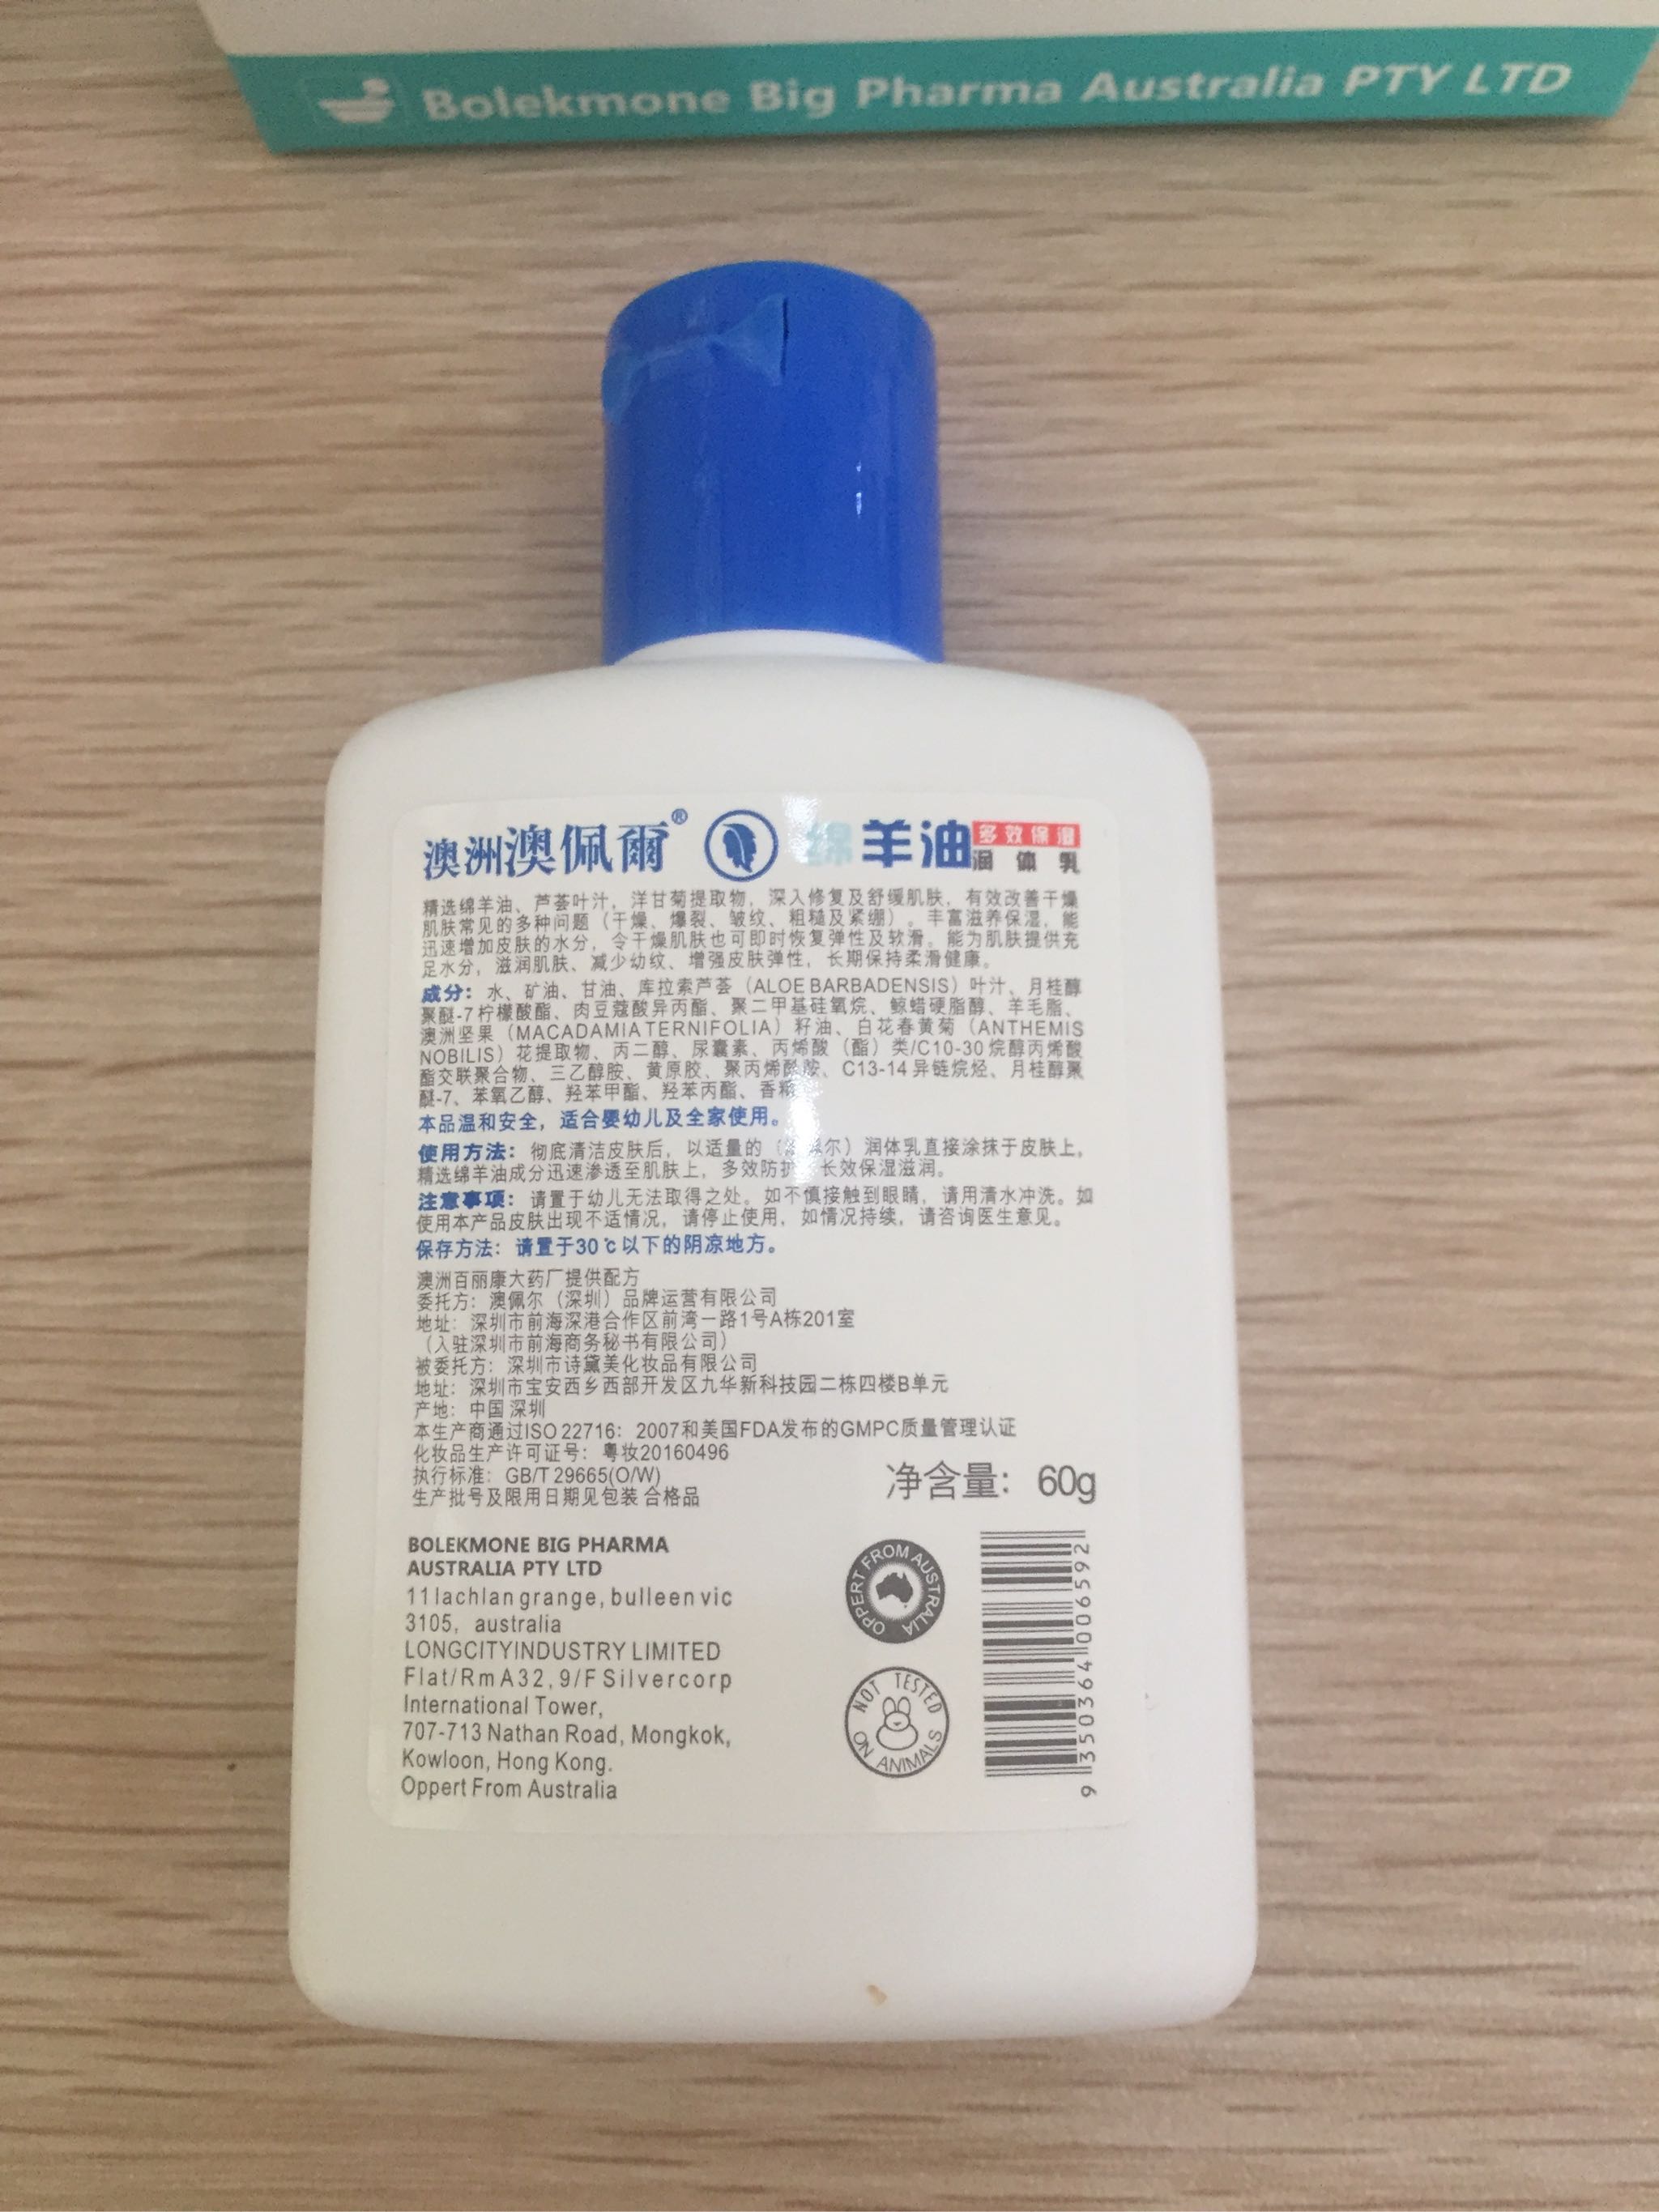 Bolekmone Big Pharma Australia PTY LTD
澳洲澳佩爾® 绵羊油 多效保湿
润体乳
精选绵羊油、芦荟叶汁，洋甘菊提取物，深入修复及舒缓肌肤，有效改善干燥
肌肤常见的多种问题（干燥、爆裂、皱纹、粗糙及紧绷）。丰富滋养保湿，能
迅速增加皮肤的水分，令干燥肌肤也可即时恢复弹性及软滑。能为肌肤提供充
足水分，滋润肌肤、减少幼纹、增强皮肤弹性，长期保持柔滑健康。
成分：水、矿油、甘油、库拉索芦荟（ALOE BARBADENSIS）叶汁、月桂醇
聚醚-7柠檬酸酯、肉豆蔻酸异丙酯、聚二甲基硅氧烷、鲸蜡硬脂醇、羊毛脂、
澳洲坚果（MACADAMIA TERNIFOLIA）籽油、白花春黄菊（ANTHEMIS
NOBILIS）花提取物、丙二醇、尿囊素、丙烯酸（酯）类/C10-30烷醇丙烯酸
酯交联聚合物、三乙醇胺、黄原胶、聚丙烯酰胺、C13-14异链烷烃、月桂醇聚
醚-7、苯氧乙醇、羟苯甲酯、羟苯丙酯、香精
本品温和安全，适合婴幼儿及全家使用。
使用方法：彻底清洁皮肤后，以适量的（尔）润体乳直接涂抹于皮肤上，
精选绵羊油成分迅速渗透至肌肤上，多效防护 长效保湿滋润。
注意事项：请置于幼儿无法取得之处。如不慎接触到眼睛，请用清水冲洗。如
使用本产品皮肤出现不适情况，请停止使用，如情况持续，请咨询医生意见。
保存方法：请置于30℃以下的阴凉地方。
澳洲百丽康大药厂提供配方
委托方：澳佩尔（深圳）品牌运营有限公司
地址：深圳市前海深港合作区前湾一路1号A栋201室
（入驻深圳市前海商务秘书有限公司）
被委托方：深圳市诗黛美化妆品有限公司
地址：深圳市宝安西乡西部开发区九华新科技园二栋四楼B单元
产地：中国 深圳
本生产商通过ISO 22716：2007和美国FDA发布的GMPC质量管理认证
化妆品生产许可证号：粤妆20160496
执行标准：GB/T 29665(O/W)
生产批号及限用日期见包装 合格品
净含量：60g
BOLEKMONE BIG PHARMA
AUSTRALIA PTY LTD
11 lachlan grange, bulleen vic
3105, australia
LONGCITYINDUSTRY LIMITED
Flat/Rm A32, 9/F Silvercorp
International Tower,
707-713 Nathan Road, Mongkok,
Kowloon, Hong Kong.
Oppert From Australia
OPPERT FROM AUSTRALIA
NOT TESTED ON ANIMALS
9350364006592